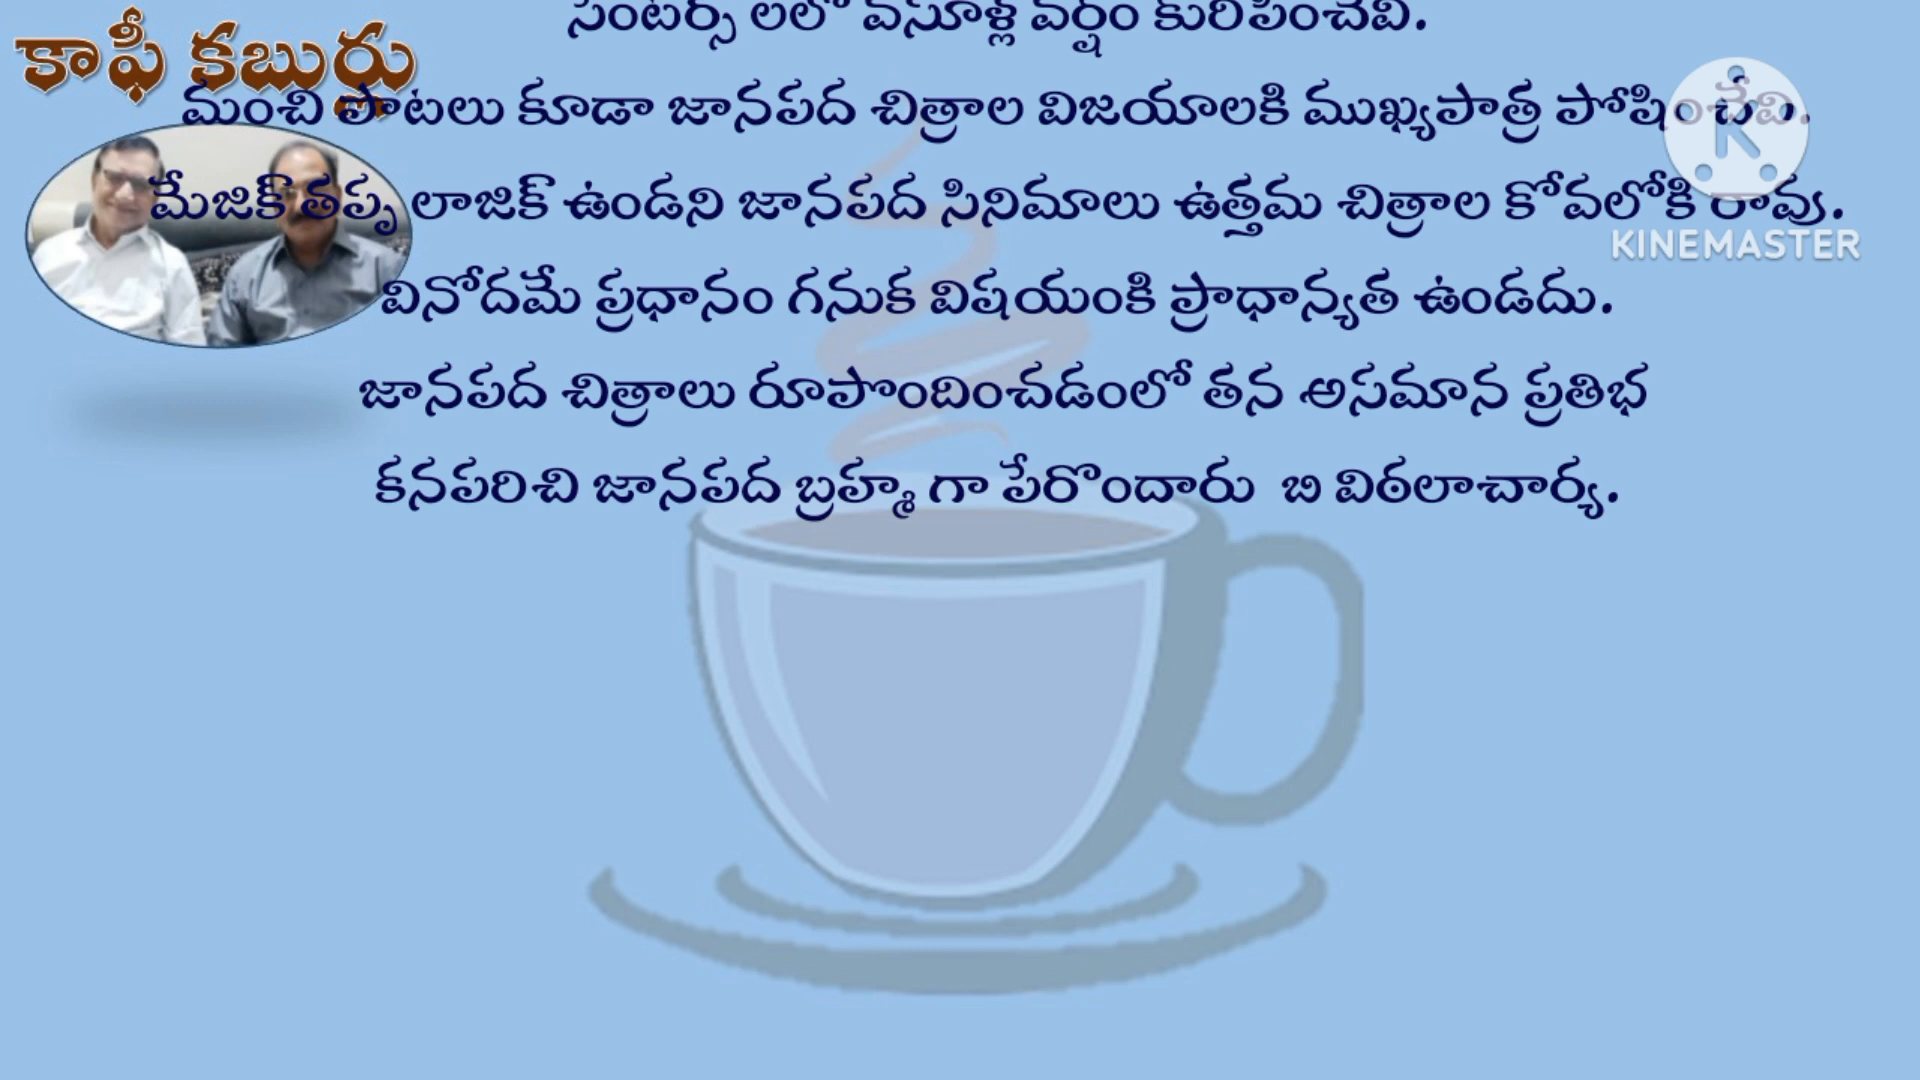 కాఫీ కబుర్లు
సెంటర్స్ లలో వసూళ్ల వర్షం కురిపించేవి.
మంచి పాటలు కూడా జానపద చిత్రాల విజయాలకి ముఖ్యపాత్ర పోషించేవి.
మేజిక్ తప్ప లాజిక్ ఉండని జానపద సినిమాలు ఉత్తమ చిత్రాల కోవలోకి రావు.
KINEMASTER
వినోదమే ప్రధానం గనుక విషయంకి ప్రాధాన్యత ఉండదు.
జానపద చిత్రాలు రూపొందించడంలో తన అసమాన ప్రతిభ
కనపరిచి జానపద బ్రహ్మ గా పేరొందారు బి విఠలాచార్య.